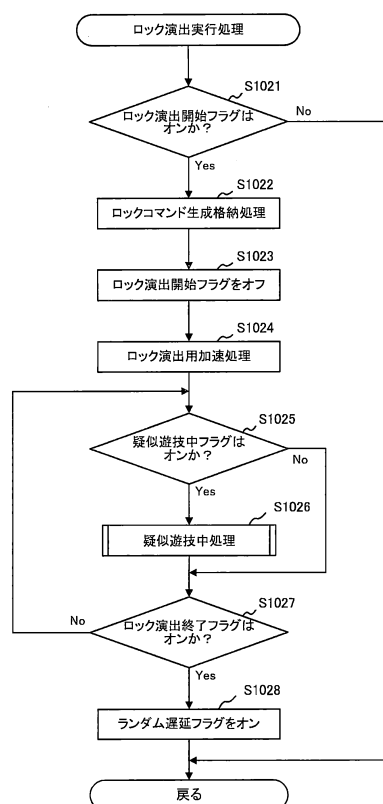 ロック演出実行処理
S1021
ロック演出開始フラグは
オンか？
No
Yes
S1022
ロックコマンド生成格納処理
S1023
ロック演出開始フラグをオフ
S1024
ロック演出用加速処理
S1025
疑似遊技中フラグは
オンか？
No
Yes
S1026
疑似遊技中処理
S1027
ロック演出終了フラグは
オンか？
No
Yes
S1028
ランダム遅延フラグをオン
戻る